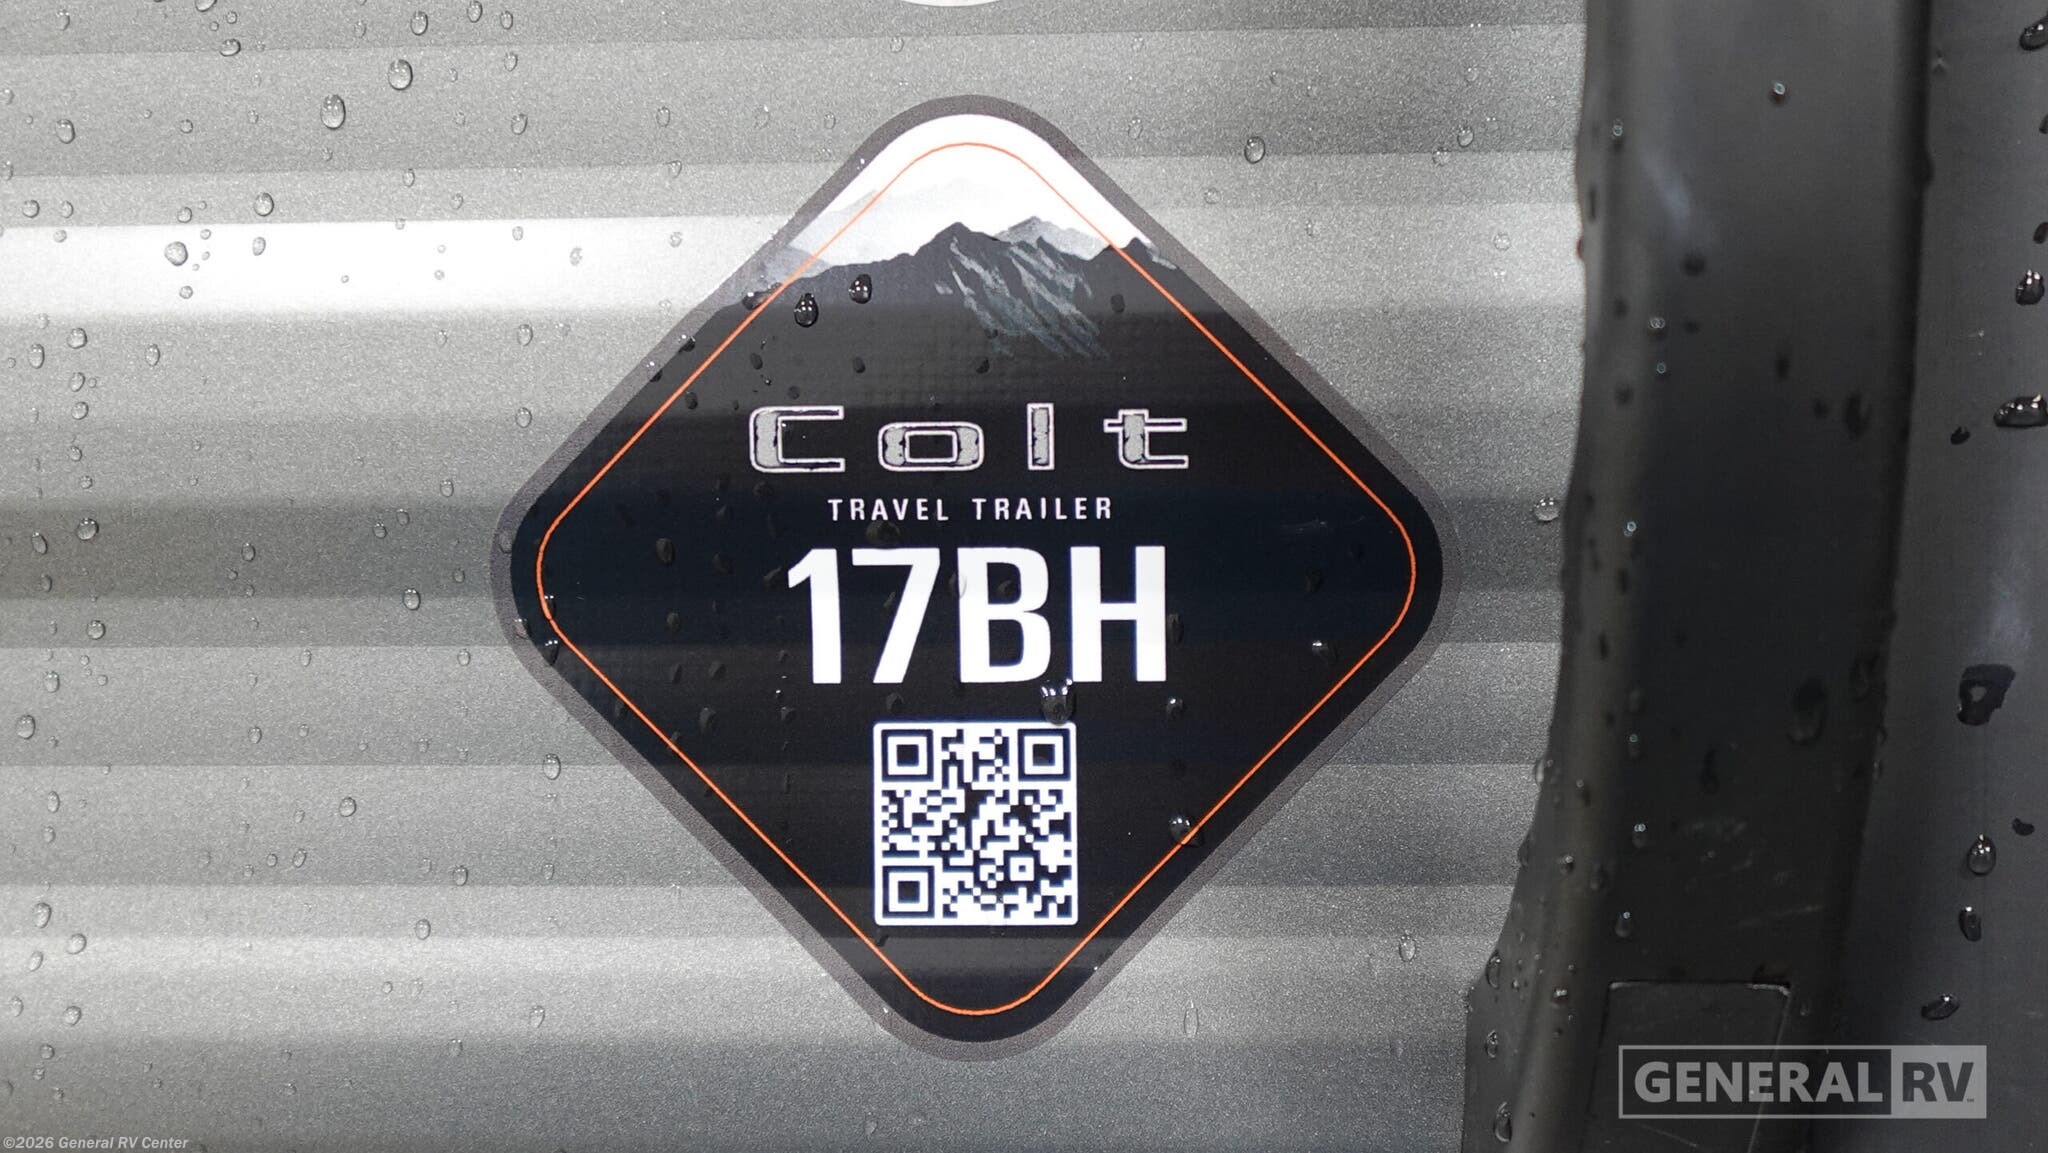 Colt
TRAVEL TRAILER
17BH
GENERAL RV
©2026 General RV Center